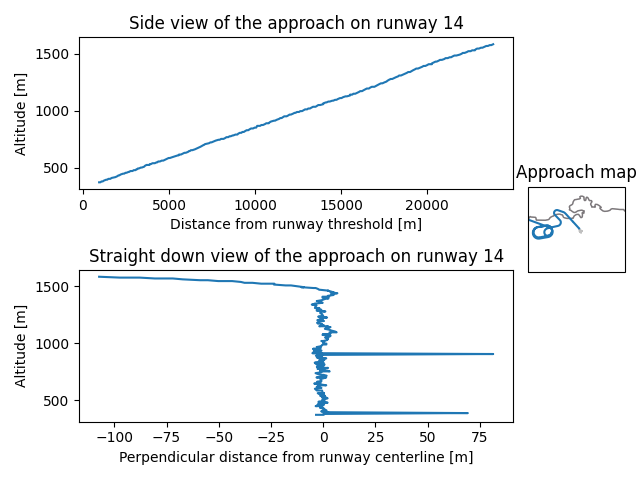 Side view of the approach on runway 14
1500
1000
500
Altitude [m]
0 5000 10000 15000 20000
Distance from runway threshold [m]
Approach map
Straight down view of the approach on runway 14
1500
1000
500
Altitude [m]
−100 −75 −50 −25 0 25 50 75
Perpendicular distance from runway centerline [m]